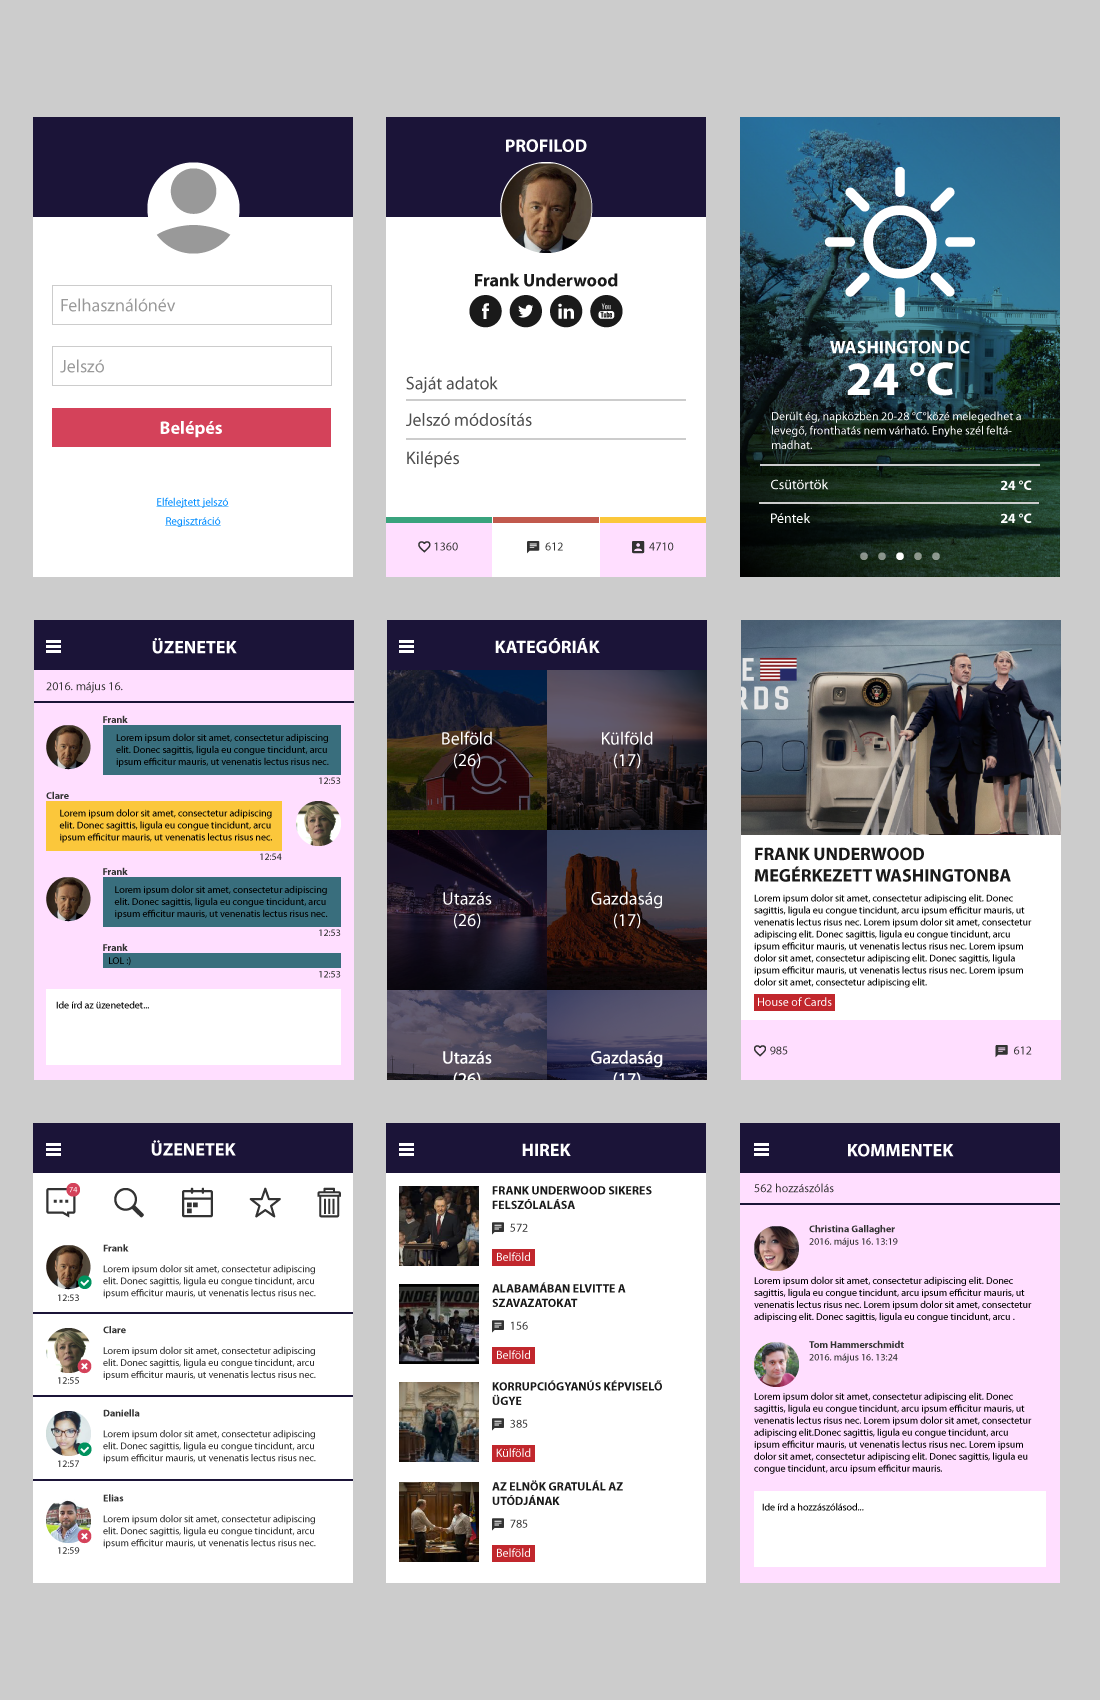 Felhasználónév
Jelszó
Belépés
Elfelejtett jelszó
Regisztráció
PROFILOD
Frank Underwood
f
in
You
Tube
Saját adatok
Jelszó módosítás
Kilépés
1360
612
4710
WASHINGTON DC
24 °C
Derült ég, napközben 20-28 °C°közé melegedhet a
levegő, fronthatás nem várható. Enyhe szél feltá-
madhat.
Csütörtök 24 °C
Péntek 24 °C
ÜZENETEK
2016. május 16.
Frank
Lorem ipsum dolor sit amet, consectetur adipiscing
elit. Donec sagittis, ligula eu congue tincidunt, arcu
ipsum efficitur mauris, ut venenatis lectus risus nec.
12:53
Clare
Lorem ipsum dolor sit amet, consectetur adipiscing
elit. Donec sagittis, ligula eu congue tincidunt, arcu
ipsum efficitur mauris, ut venenatis lectus risus nec.
12:54
Frank
Lorem ipsum dolor sit amet, consectetur adipiscing
elit. Donec sagittis, ligula eu congue tincidunt, arcu
ipsum efficitur mauris, ut venenatis lectus risus nec.
12:53
Frank
LOL :)
12:53
Ide írd az üzenetedet...
KATEGÓRIÁK
Belföld
(26)
Külföld
(17)
Utazás
(26)
Gazdaság
(17)
Utazás
(26)
Gazdaság
(17)
E
RDS
FRANK UNDERWOOD
MEGÉRKEZETT WASHINGTONBA
Lorem ipsum dolor sit amet, consectetur adipiscing elit. Donec
sagittis, ligula eu congue tincidunt, arcu ipsum efficitur mauris, ut
venenatis lectus risus nec. Lorem ipsum dolor sit amet, consectetur
adipiscing elit. Donec sagittis, ligula eu congue tincidunt, arcu
ipsum efficitur mauris, ut venenatis lectus risus nec. Lorem ipsum
dolor sit amet, consectetur adipiscing elit. Donec sagittis, ligula
ipsum efficitur mauris, ut venenatis lectus risus nec. Lorem ipsum
dolor sit amet, consectetur adipiscing elit.
House of Cards
985
612
ÜZENETEK
74
Frank
Lorem ipsum dolor sit amet, consectetur adipiscing
elit. Donec sagittis, ligula eu congue tincidunt, arcu
ipsum efficitur mauris, ut venenatis lectus risus nec.
12:53
Clare
Lorem ipsum dolor sit amet, consectetur adipiscing
elit. Donec sagittis, ligula eu congue tincidunt, arcu
ipsum efficitur mauris, ut venenatis lectus risus nec.
12:55
Daniella
Lorem ipsum dolor sit amet, consectetur adipiscing
elit. Donec sagittis, ligula eu congue tincidunt, arcu
ipsum efficitur mauris, ut venenatis lectus risus nec.
12:57
Elias
Lorem ipsum dolor sit amet, consectetur adipiscing
elit. Donec sagittis, ligula eu congue tincidunt, arcu
ipsum efficitur mauris, ut venenatis lectus risus nec.
12:59
HIREK
FRANK UNDERWOOD SIKERES
FELSZÓLALÁSA
572
Belföld
UNDERWOOD
ALABAMÁBAN ELVITTE A
SZAVAZATOKAT
156
Belföld
KORRUPCIÓGYANÚS KÉPVISELŐ
ÜGYE
385
Külföld
AZ ELNÖK GRATULÁL AZ
UTÓDJÁNAK
785
Belföld
KOMMENTEK
562 hozzászólás
Christina Gallagher
2016. május 16. 13:19
Lorem ipsum dolor sit amet, consectetur adipiscing elit. Donec
sagittis, ligula eu congue tincidunt, arcu ipsum efficitur mauris, ut
venenatis lectus risus nec. Lorem ipsum dolor sit amet, consectetur
adipiscing elit. Donec sagittis, ligula eu congue tincidunt, arcu .
Tom Hammerschmidt
2016. május 16. 13:24
Lorem ipsum dolor sit amet, consectetur adipiscing elit. Donec
sagittis, ligula eu congue tincidunt, arcu ipsum efficitur mauris, ut
venenatis lectus risus nec. Lorem ipsum dolor sit amet, consectetur
adipiscing elit.Donec sagittis, ligula eu congue tincidunt, arcu
ipsum efficitur mauris, ut venenatis lectus risus nec. Lorem ipsum
dolor sit amet, consectetur adipiscing elit. Donec sagittis, ligula eu
congue tincidunt, arcu ipsum efficitur mauris.
Ide írd a hozzászólásod...